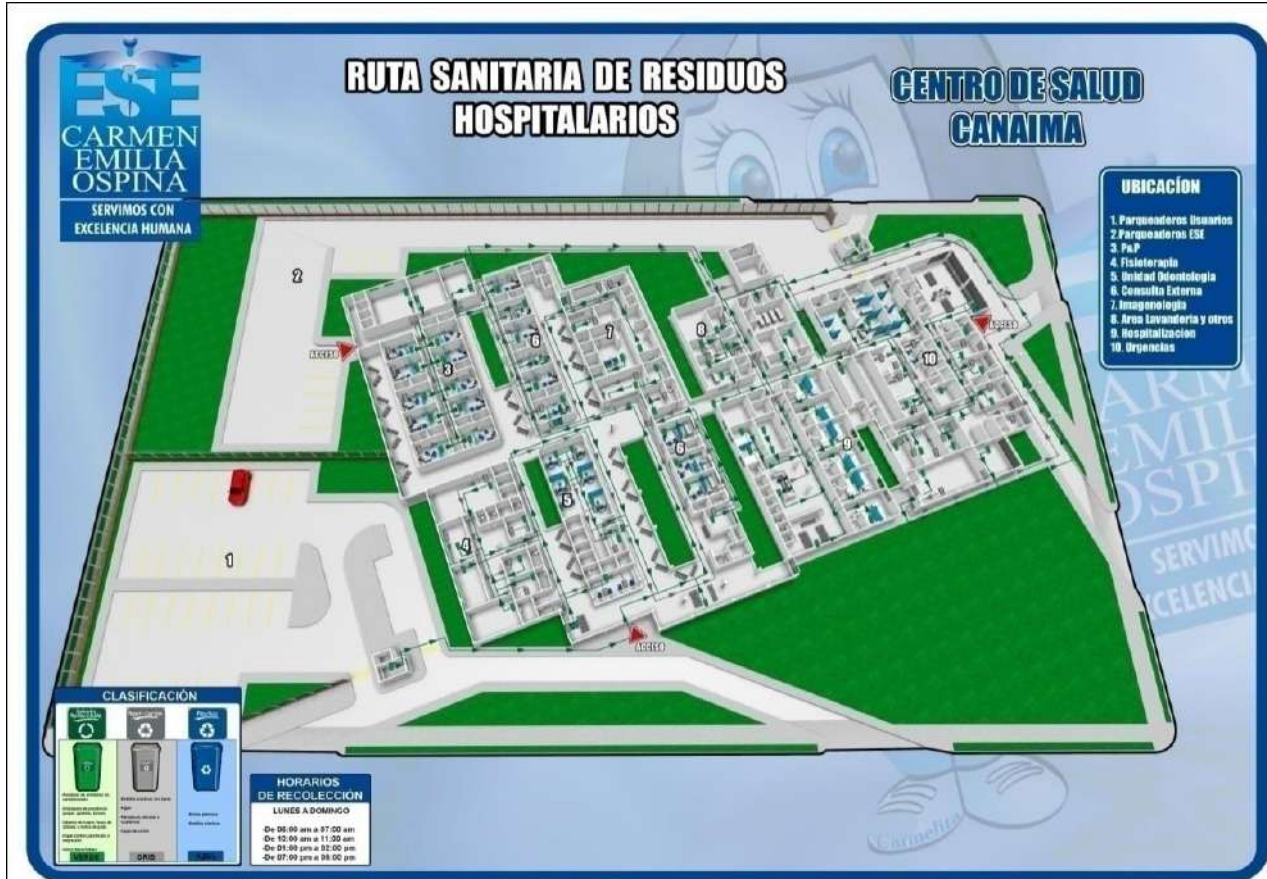 ESE
CARMEN
EMILIA
OSPINA
SERVIMOS CON
EXCELENCIA HUMANA
RUTA SANITARIA DE RESIDUOS
HOSPITALARIOS
CENTRO DE SALUD
CANAIMA
UBICACÍON
1. Parqueaderos Usuarios
2.Parqueaderos ESE
3. PyP
4. Fisioterapia
5. Unidad Odontologia
6. Consulta Externa
7. Imagenologia
8. Area Lavanderia y otros
9. Hospitalizacion
10. Urgencias
2
ACCESO
3
6
7
8
10
ACCESO
6
9
5
4
1
ACCESO
CLASIFICACIÓN
VERDE
GRIS
AZUL
HORARIOS
DE RECOLECCIÓN
LUNES A DOMINGO
-De 06:00 am a 07:00 am
-De 10:00 am a 11:00 am
-De 01:00 pm a 02:00 pm
-De 07:00 pm a 08:00 pm
Carmelita
SERVIMO